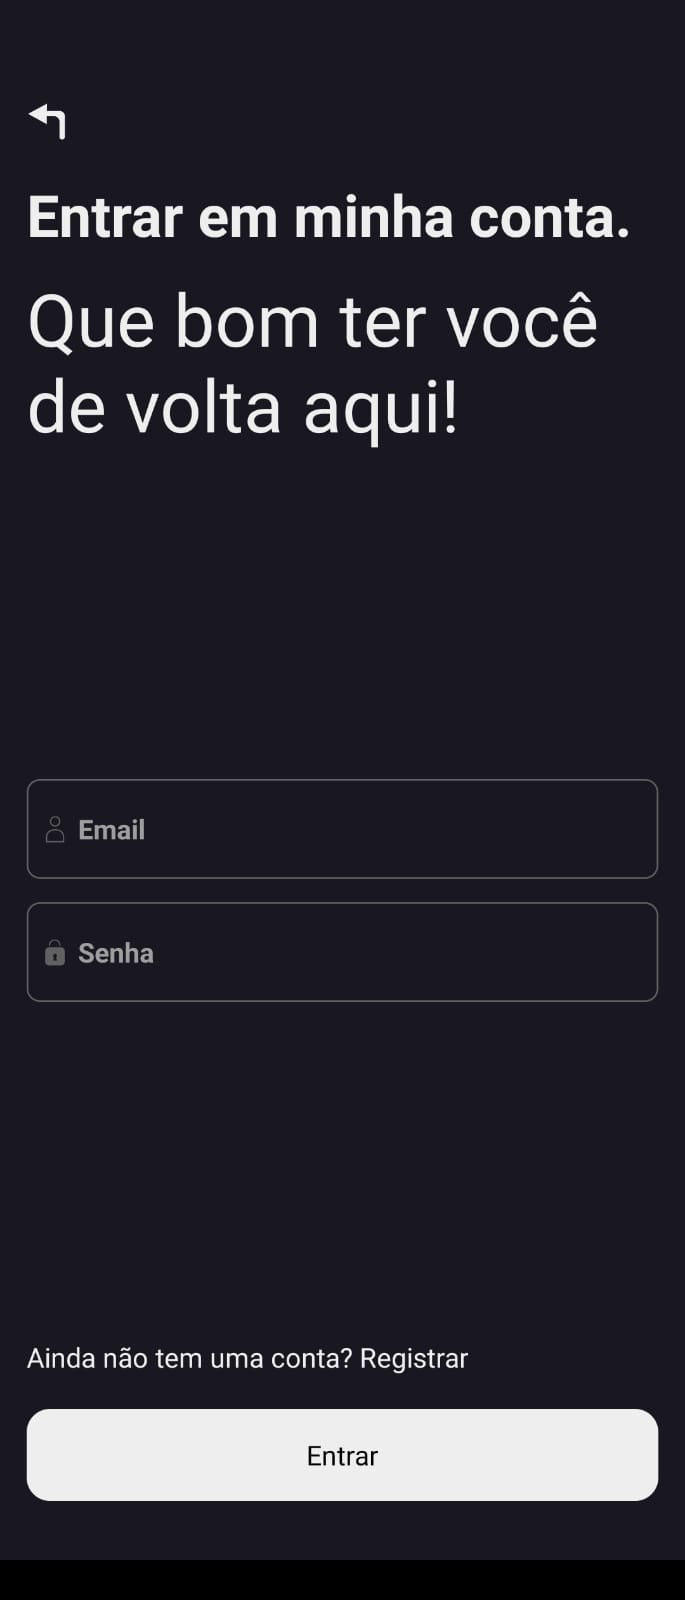 Entrar em minha conta.
Que bom ter você
de volta aqui!
Email
Senha
Ainda não tem uma conta? Registrar
Entrar